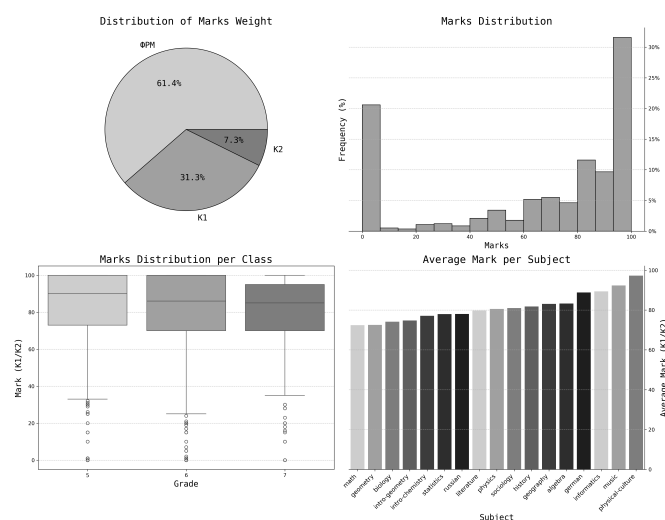 Distribution of Marks Weight
ΦPM
61.4%
7.3%
K2
31.3%
K1
Marks Distribution
Frequency (%)
30%
25%
20%
15%
10%
5%
0%
0 20 40 60 80 100
Marks
Marks Distribution per Class
Mark (K1/K2)
100
80
60
40
20
0
5 6 7
Grade
Average Mark per Subject
Average Mark (K1/K2)
100
80
60
40
20
0
math
geometry
biology
intro-geometry
intro-chemistry
statistics
russian
literature
physics
sociology
history
geography
algebra
german
informatics
music
physical-culture
Subject